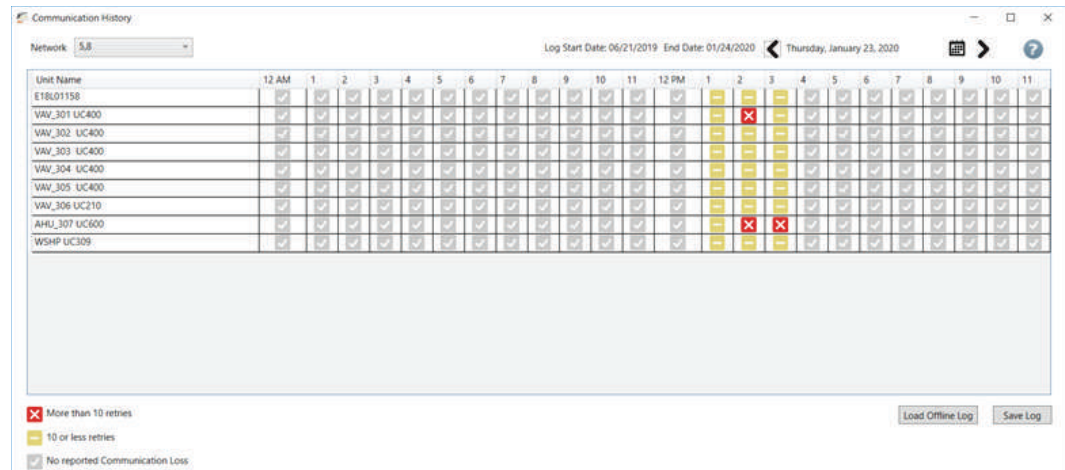 Communication History
Network 5,8 Log Start Date: 06/21/2019 End Date: 01/24/2020 Thursday, January 23, 2020 ?
Unit Name 12 AM 1 2 3 4 5 6 7 8 9 10 11 12 PM 1 2 3 4 5 6 7 8 9 10 11
E18L01158
VAV_301 UC400
VAV_302 UC400
VAV_303 UC400
VAV_304 UC400
VAV_305 UC400
VAV_306 UC210
AHU_307 UC600
WSHP UC309
More than 10 retries Load Offline Log Save Log
10 or less retries
No reported Communication Loss